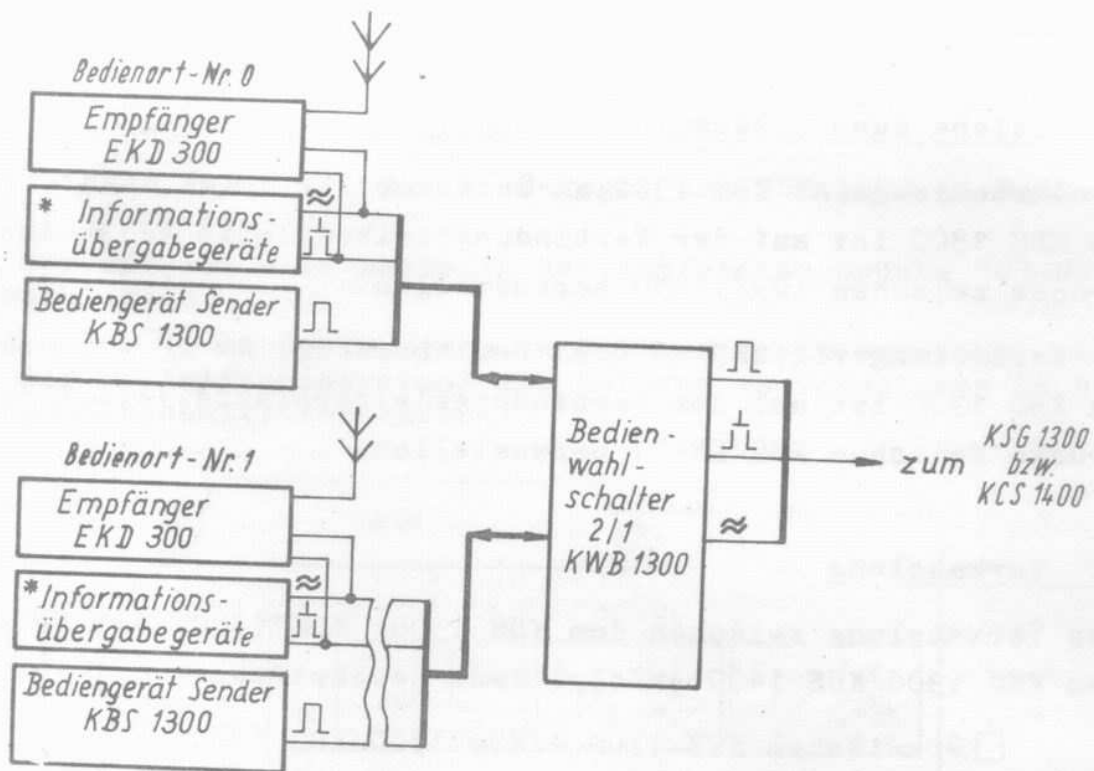 Bedienort-Nr. 0
Empfänger
EKD 300
* Informations-
übergabegeräte
Bediengerät Sender
KBS 1300
Bedienort-Nr. 1
Empfänger
EKD 300
* Informations-
übergabegeräte
Bediengerät Sender
KBS 1300
Bedien-
wahl-
schalter
2/1
KWB 1300
zum
KSG 1300
bzw.
KCS 1400